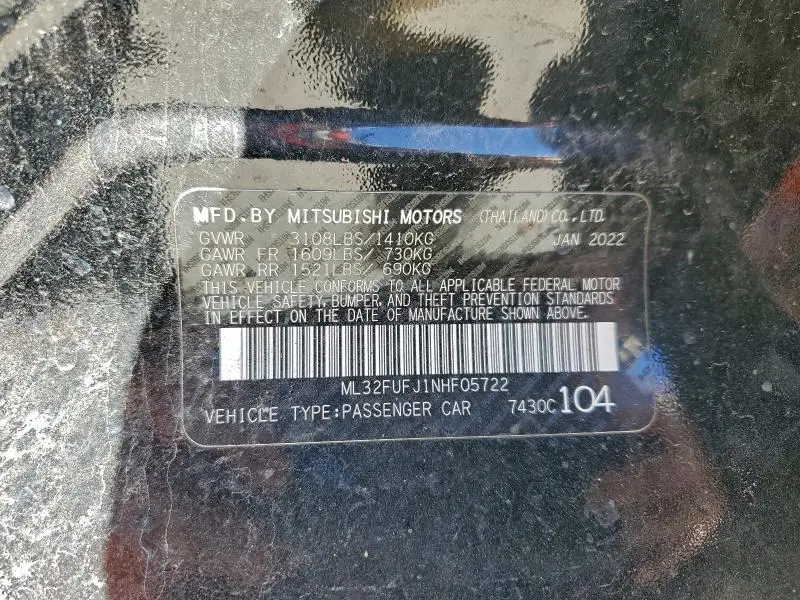 MFD.BY MITSUBISHI MOTORS (THAILAND) CO.,LTD.
GVWR 3108LBS/1410KG JAN 2022
GAWR FR 1609LBS/ 730KG
GAWR RR 1521LBS/ 690KG
THIS VEHICLE CONFORMS TO ALL APPLICABLE FEDERAL MOTOR
VEHICLE SAFETY, BUMPER, AND THEFT PREVENTION STANDARDS
IN EFFECT ON THE DATE OF MANUFACTURE SHOWN ABOVE.
ML32FUFJ1NHF05722
VEHICLE TYPE:PASSENGER CAR 7430C 104